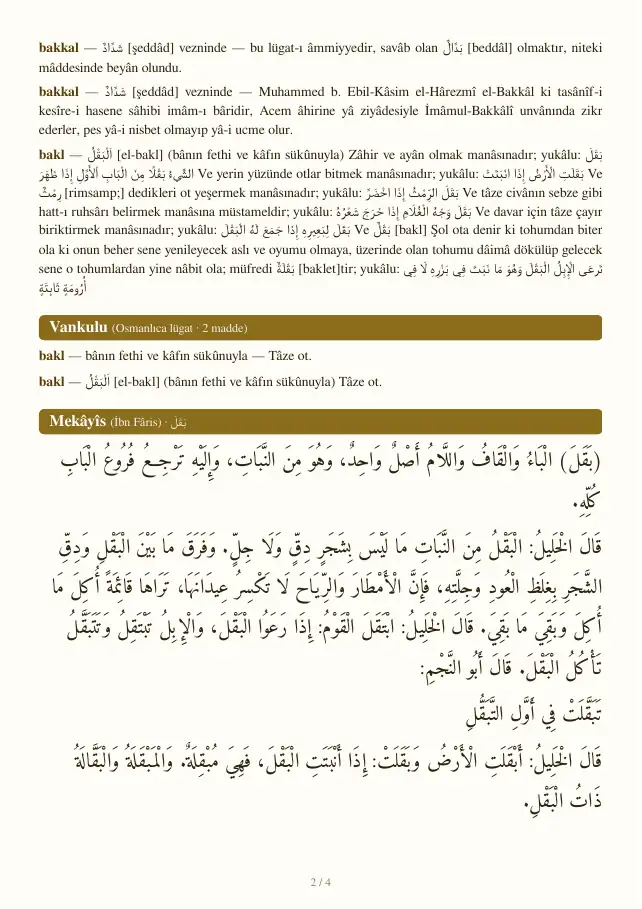 bakkal — شَدَّادٌ [şeddâd] vezninde — bu lügat-ı âmmiyyedir, savâb olan بَدَّالٌ [beddâl] olmaktır, niteki
mâddesinde beyân olundu.
bakkal — شَدَّادٌ [şeddâd] vezninde — Muhammed b. Ebil-Kâsim el-Hârezmî el-Bakkâl ki tasânîf-i
kesîre-i hasene sâhibi imâm-ı bâridir, Acem âhirine yâ ziyâdesiyle İmâmul-Bakkâlî unvânında zikr
ederler, pes yâ-i nisbet olmayıp yâ-i ucme olur.
bakl — اَلْبَقْلُ [el-bakl] (bânın fethi ve kâfın sükûnuyla) Zâhir ve ayân olmak manâsınadır; yukâlu: بَقَلَ
الشَّيْءُ بَقْلًا مِنَ الْبَابِ الْأَوَّلِ إِذَا ظَهَرَ Ve yerin yüzünde otlar bitmek manâsınadır; yukâlu: بَقَلَتِ الْأَرْضُ إِذَا انْبَتَتْ Ve
رِمْثٌ [rimsamp;] dedikleri ot yeşermek manâsınadır; yukâlu: بَقَلَ الرِّمْثُ إِذَا اخْضَرَّ Ve tâze civânın sebze gibi
hatt-ı ruhsârı belirmek manâsına müstameldir; yukâlu: بَقَلَ وَجْهُ الْغُلَامِ إِذَا خَرَجَ شَعْرُهُ Ve davar için tâze çayır
biriktirmek manâsınadır; yukâlu: بَقَلَ لِبَعِيرِهِ إِذَا جَمَعَ لَهُ الْبَقْلَ Ve بَقْلٌ [bakl] Şol ota denir ki tohumdan biter
ola ki onun beher sene yenileyecek aslı ve oyumu olmaya, üzerinde olan tohumu dâimâ dökülüp gelecek
sene o tohumlardan yine nâbit ola; müfredi بَقْلَةٌ [baklet]tir; yukâlu: تَرعَى الْإِبِلُ الْبَقْلَ وَهُوَ مَا نَبَتَ فِي بَزْرِهِ لَا فِي
أُرُومَةٍ ثَابِتَةٍ
Vankulu (Osmanlıca lügat · 2 madde)
bakl — bânın fethi ve kâfın sükûnuyla — Tâze ot.
bakl — اَلْبَقْلُ [el-bakl] (bânın fethi ve kâfın sükûnuyla) Tâze ot.
Mekâyîs (İbn Fâris) · بَقَلَ
(بَقَلَ) الْبَاءُ وَالْقَافُ وَاللَّامُ أَصْلٌ وَاحِدٌ، وَهُوَ مِنَ النَّبَاتِ، وَإِلَيْهِ تَرْجِعُ فُرُوعُ الْبَابِ
كُلِّهِ.
قَالَ الْخَلِيلُ: الْبَقْلُ مِنَ النَّبَاتِ مَا لَيْسَ بِشَجَرٍ دِقٍّ وَلَا جِلٍّ. وَفَرَقَ مَا بَيْنَ الْبَقْلِ وَدِقِّ
الشَّجَرِ بِغِلَظِ الْعُودِ وَجِلَّتِهِ، فَإِنَّ الْأَمْطَارَ وَالرِّيَاحَ لَا تَكْسِرُ عِيدَانَهَا، تَرَاهَا قَائِمَةً أُكِلَ مَا
أُكِلَ وَبَقِيَ مَا بَقِيَ. قَالَ الْخَلِيلُ: ابْتَقَلَ الْقَوْمُ: إِذَا رَعَوُا الْبَقْلَ، وَالْإِبِلُ تَبْتَقِلُ وَتَتَبَقَّلُ
تَأْكُلُ الْبَقْلَ. قَالَ أَبُو النَّجْمِ:
تَبَقَّلَتْ فِي أَوَّلِ التَّبَقُّلِ
قَالَ الْخَلِيلُ: أَبْقَلَتِ الْأَرْضُ وَبَقَلَتْ: إِذَا أَنْبَتَتِ الْبَقْلَ، فَهِيَ مُبْقِلَةٌ. وَالْمَبْقَلَةُ وَالْبَقَّالَةُ
ذَاتُ الْبَقْلِ.
2 / 4